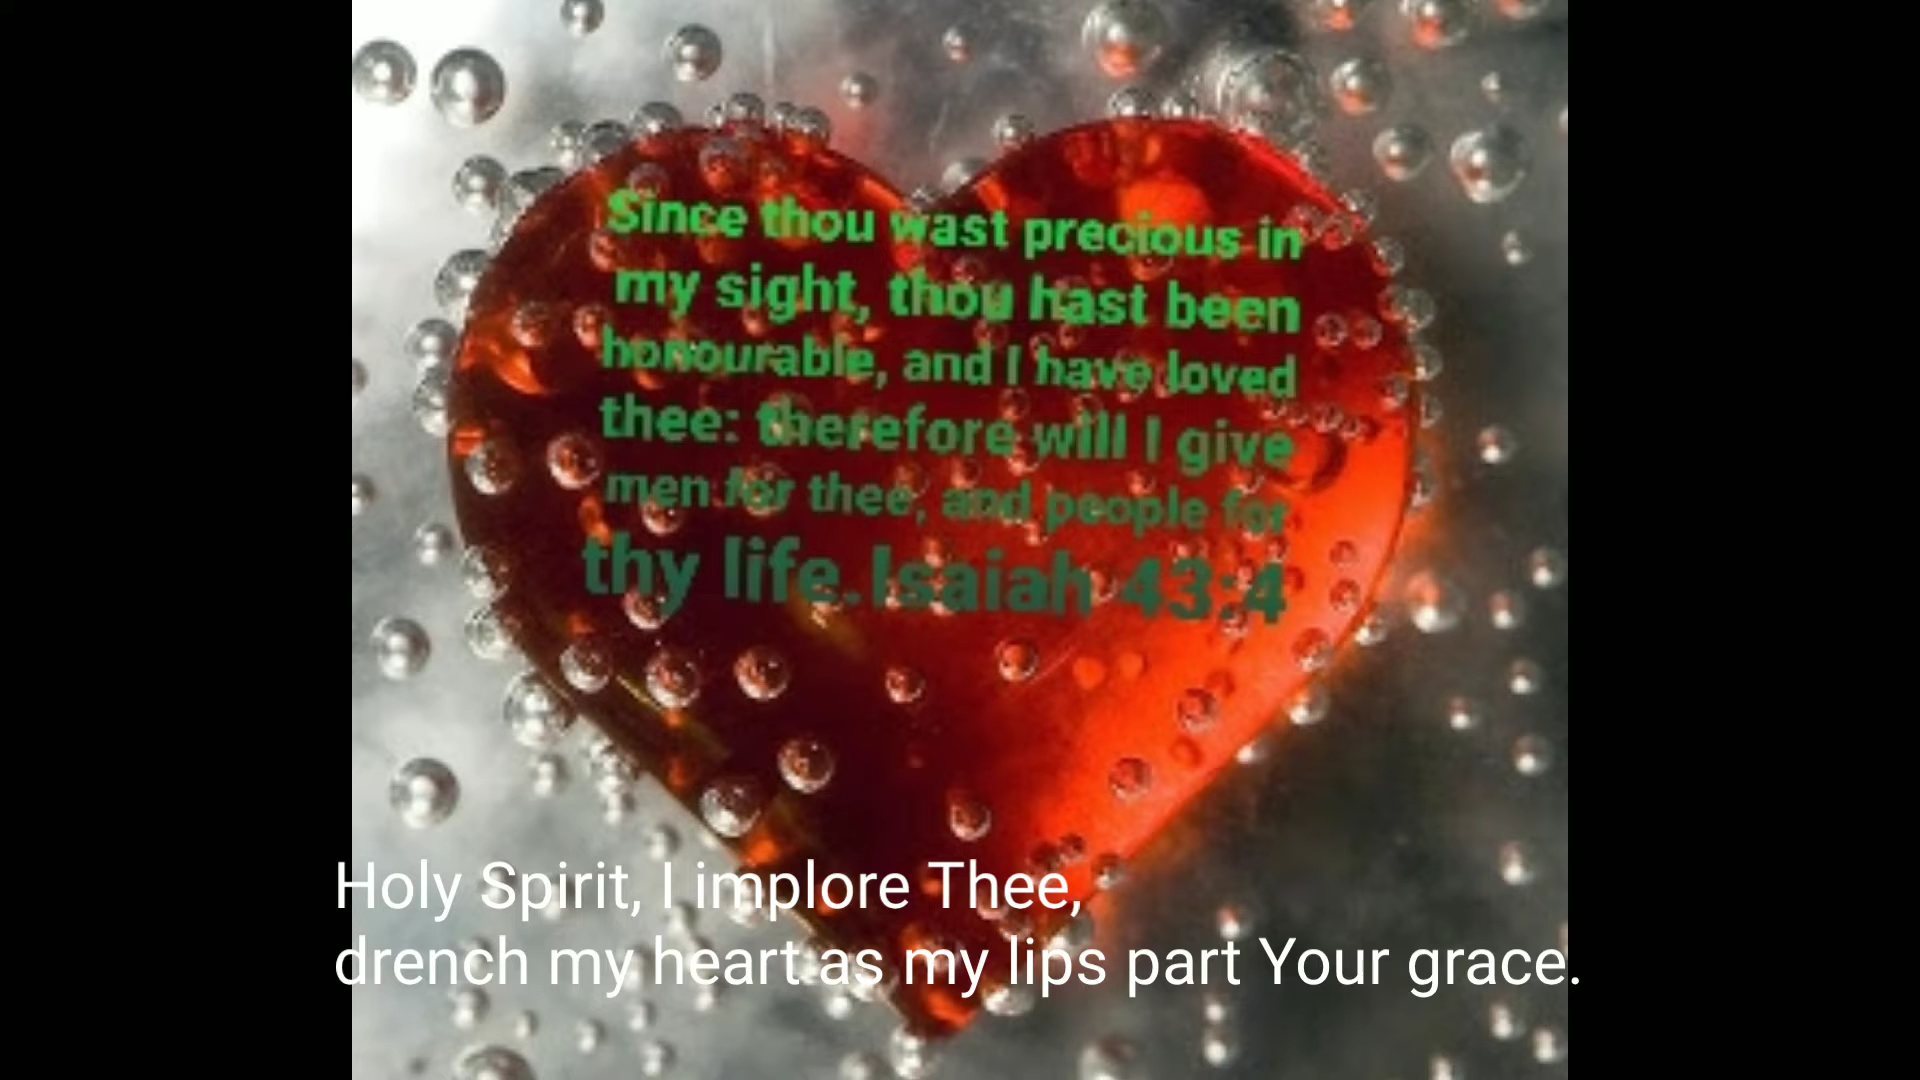 Since thou wast precious in
my sight, thou hast been
honourable, and I have loved
thee: therefore will I give
men for thee, and people for
thy life.Isaiah 43:4
Holy Spirit, I implore Thee,
drench my heart as my lips part Your grace.